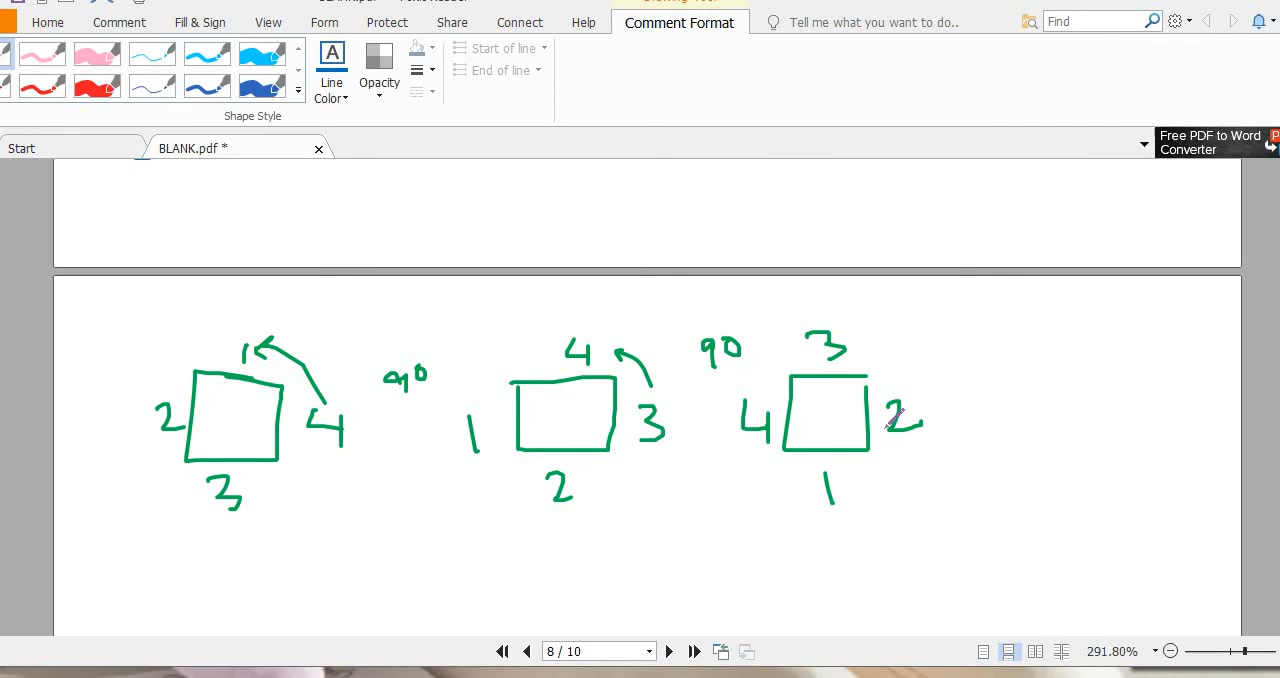 Home Comment Fill & Sign View Form Protect Share Connect Help Comment Format Tell me what you want to do.. Find
A
Line
Color
Opacity
Start of line
End of line
Shape Style
Start
BLANK.pdf *
Free PDF to Word
Converter
1 4 90 3
2 4 90 1 3 4 2
3 2 1
8 / 10
291.80%